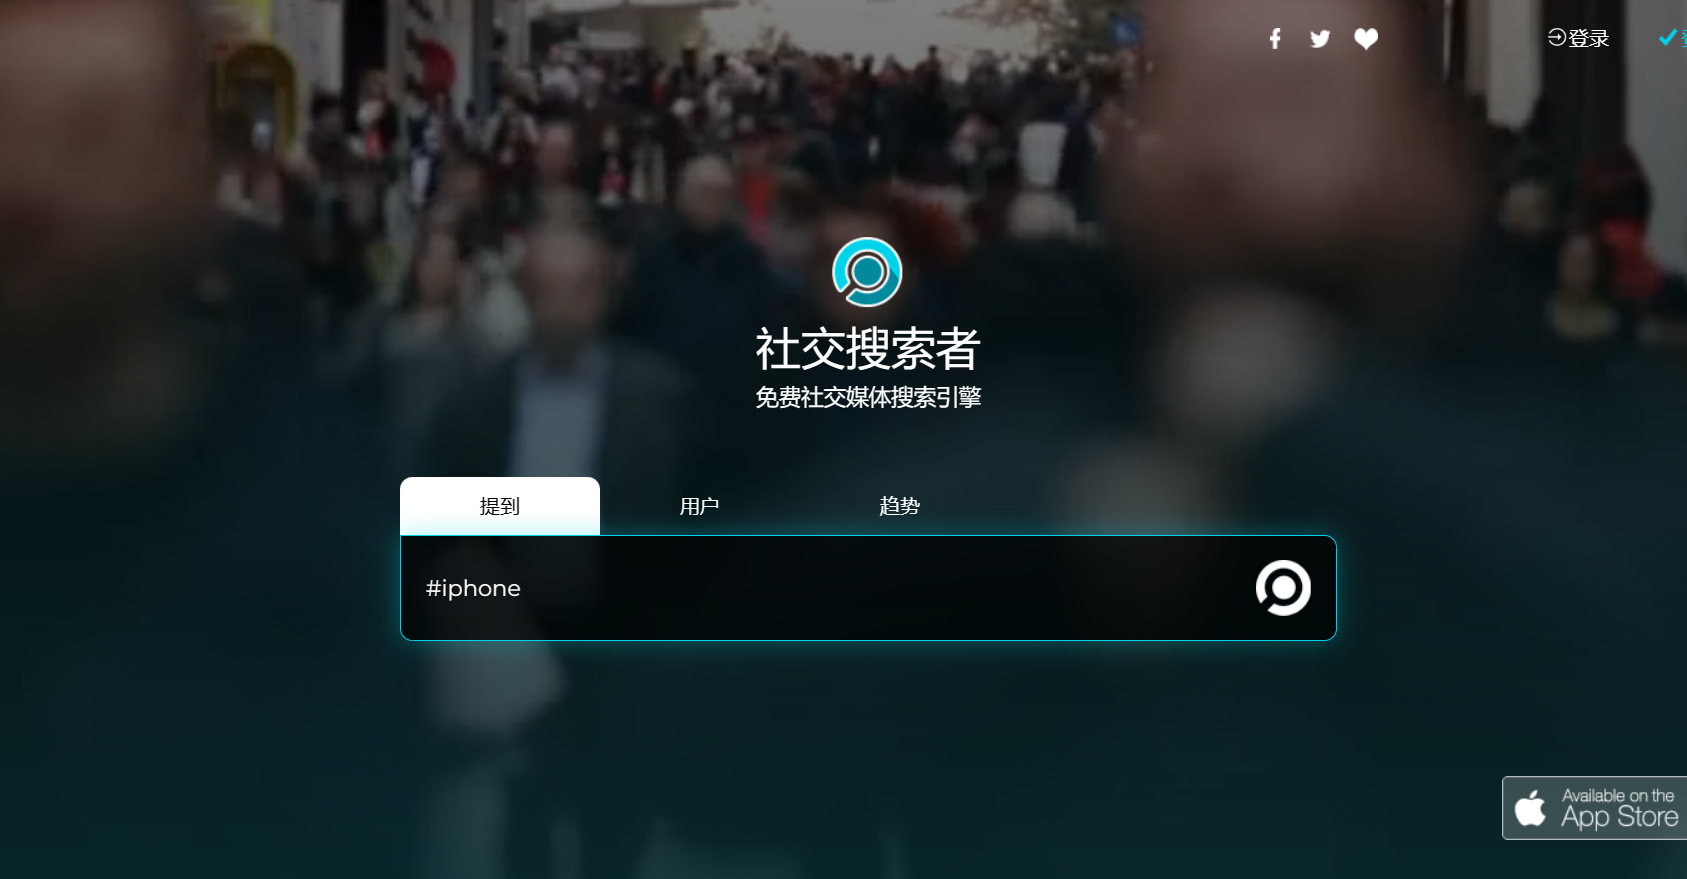 登录
社交搜索者
免费社交媒体搜索引擎
提到
用户
趋势
#iphone
Available on the
App Store